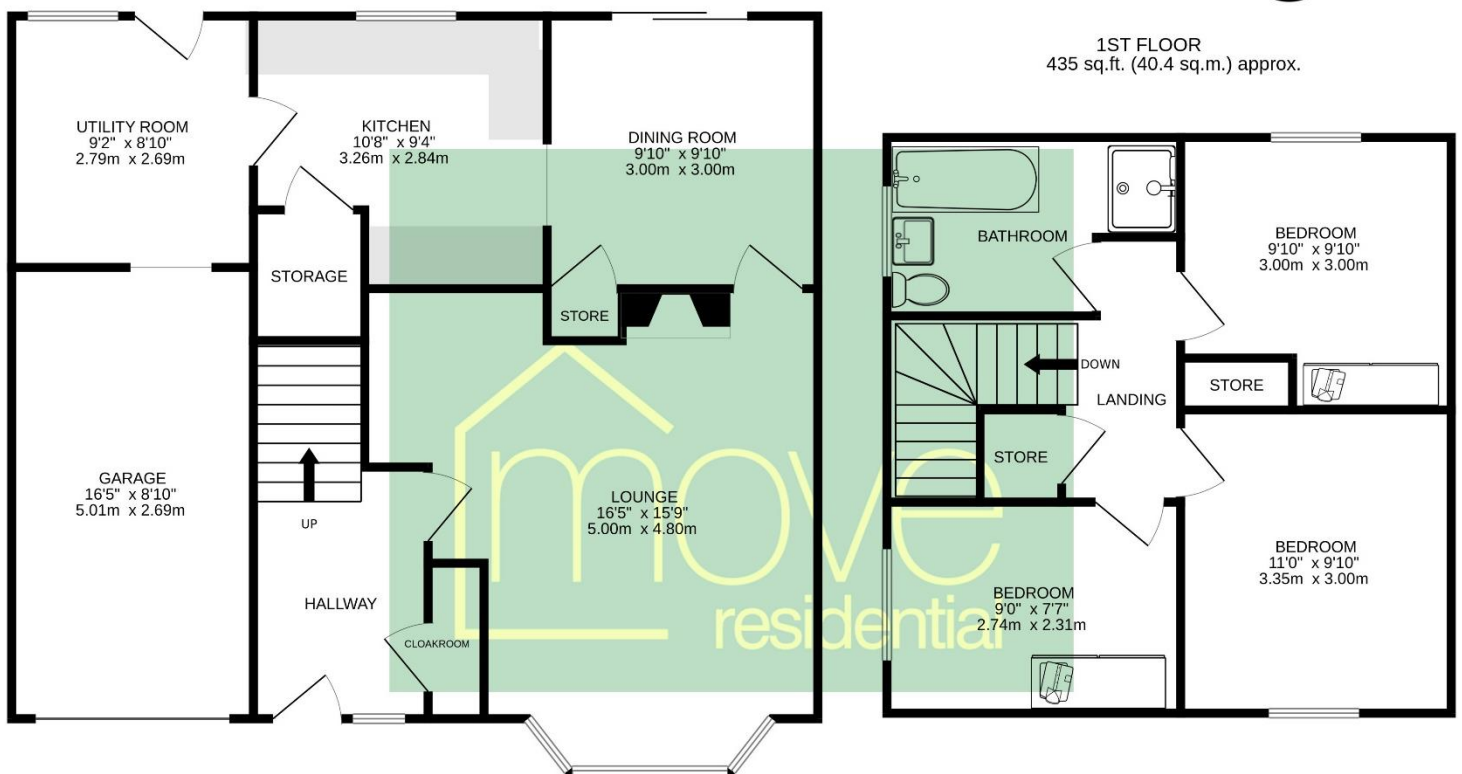 1ST FLOOR
435 sq.ft. (40.4 sq.m.) approx.
UTILITY ROOM
9'2" x 8'10"
2.79m x 2.69m
KITCHEN
10'8" x 9'4"
3.26m x 2.84m
DINING ROOM
9'10" x 9'10"
3.00m x 3.00m
STORAGE
STORE
GARAGE
16'5" x 8'10"
5.01m x 2.69m
UP
LOUNGE
16'5" x 15'9"
5.00m x 4.80m
HALLWAY
CLOAKROOM
BATHROOM
BEDROOM
9'10" x 9'10"
3.00m x 3.00m
DOWN
LANDING
STORE
STORE
BEDROOM
11'0" x 9'10"
3.35m x 3.00m
BEDROOM
9'0" x 7'7"
2.74m x 2.31m
move
residential